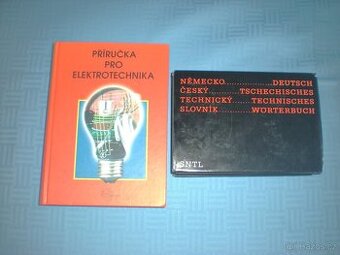 PŘÍRUČKA
PRO
ELEKTROTECHNIKA
NĚMECKO............DEUTSCH
ČESKÝ......TSCHECHISCHES
TECHNICKÝ...TECHNISCHES
SLOVNÍK......WÖRTERBUCH
SNTL